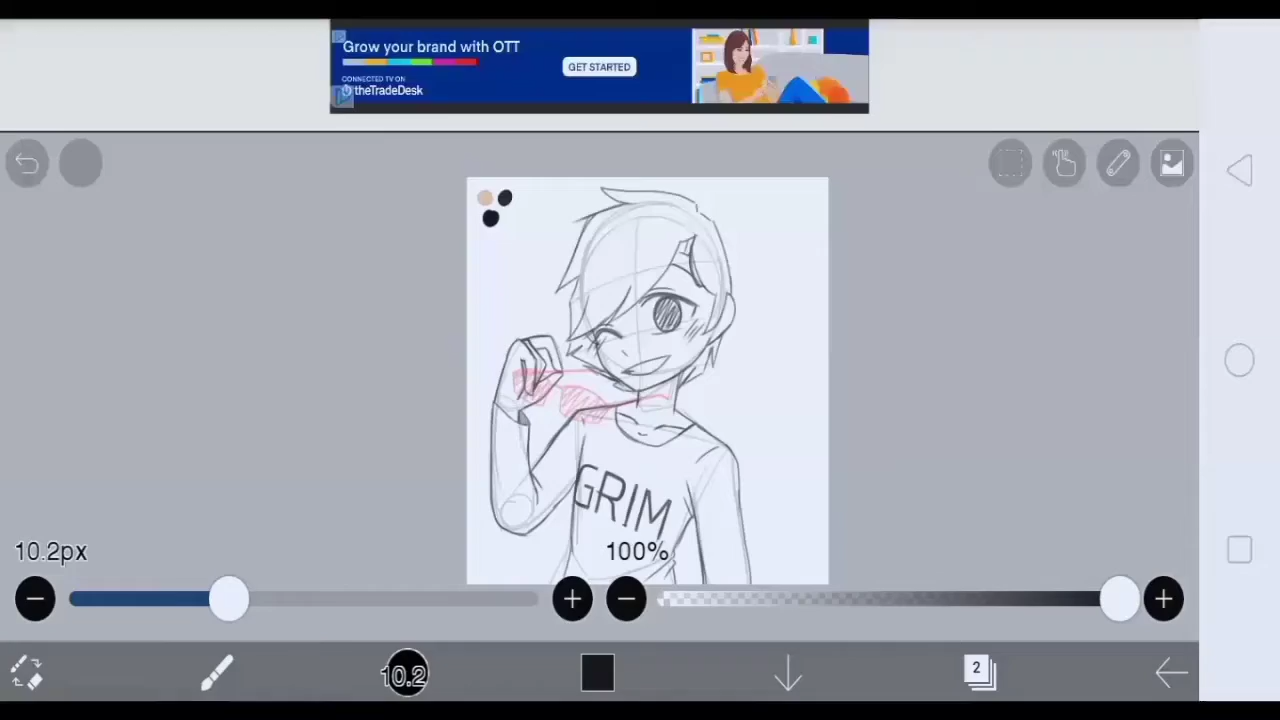 Grow your brand with OTT
GET STARTED
CONNECTED TV ON
theTradeDesk
GRIM
10.2px
100%
10.2
2